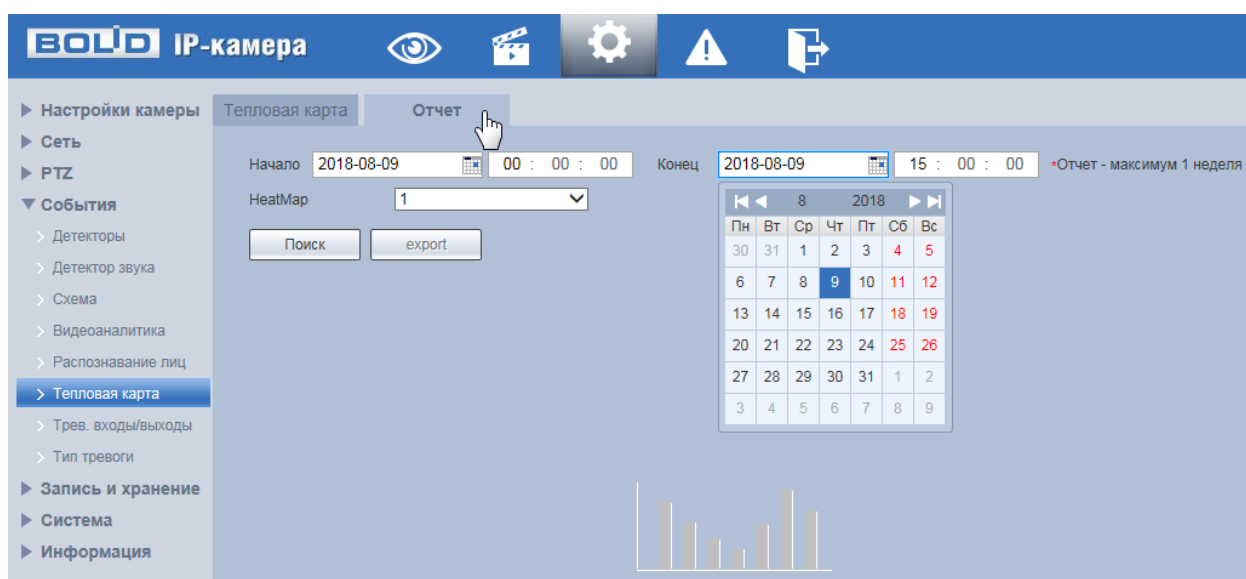 BOLID IP-камера
Настройки камеры
Сеть
PTZ
События
Детекторы
Детектор звука
Схема
Видеоаналитика
Распознавание лиц
Тепловая карта
Трев. входы/выходы
Тип тревоги
Запись и хранение
Система
Информация
Тепловая карта Отчет
Начало 2018-08-09 00 : 00 : 00 Конец 2018-08-09 15 : 00 : 00 *Отчет - максимум 1 неделя
HeatMap 1
Поиск export
8 2018
Пн Вт Ср Чт Пт Сб Вс
30 31 1 2 3 4 5
6 7 8 9 10 11 12
13 14 15 16 17 18 19
20 21 22 23 24 25 26
27 28 29 30 31 1 2
3 4 5 6 7 8 9